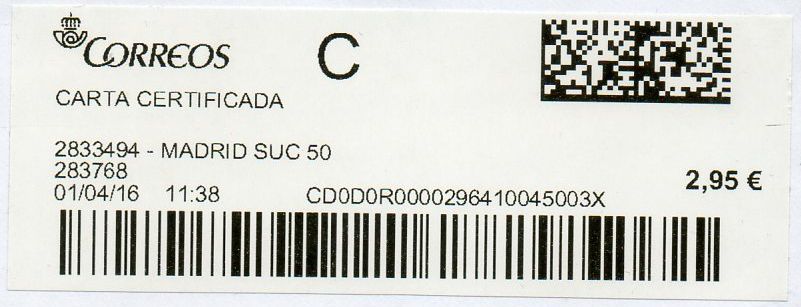 CORREOS
C
CARTA CERTIFICADA
2833494 - MADRID SUC 50
283768
2,95 €
01/04/16 11:38 CD0D0R0000296410045003X